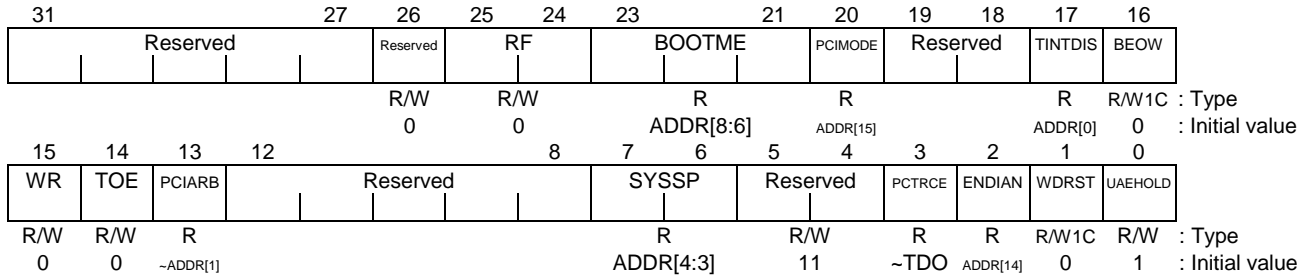 31 27 26 25 24 23 21 20 19 18 17 16
Reserved Reserved RF BOOTME PCIMODE Reserved TINTDIS BEOW
R/W R/W R R R R/W1C : Type
0 0 ADDR[8:6] ADDR[15] ADDR[0] 0 : Initial value
15 14 13 12 8 7 6 5 4 3 2 1 0
WR TOE PCIARB Reserved SYSSP Reserved PCTRCE ENDIAN WDRST UAEHOLD
R/W R/W R R R/W R R R/W1C R/W : Type
0 0 ~ADDR[1] ADDR[4:3] 11 ~TDO ADDR[14] 0 1 : Initial value